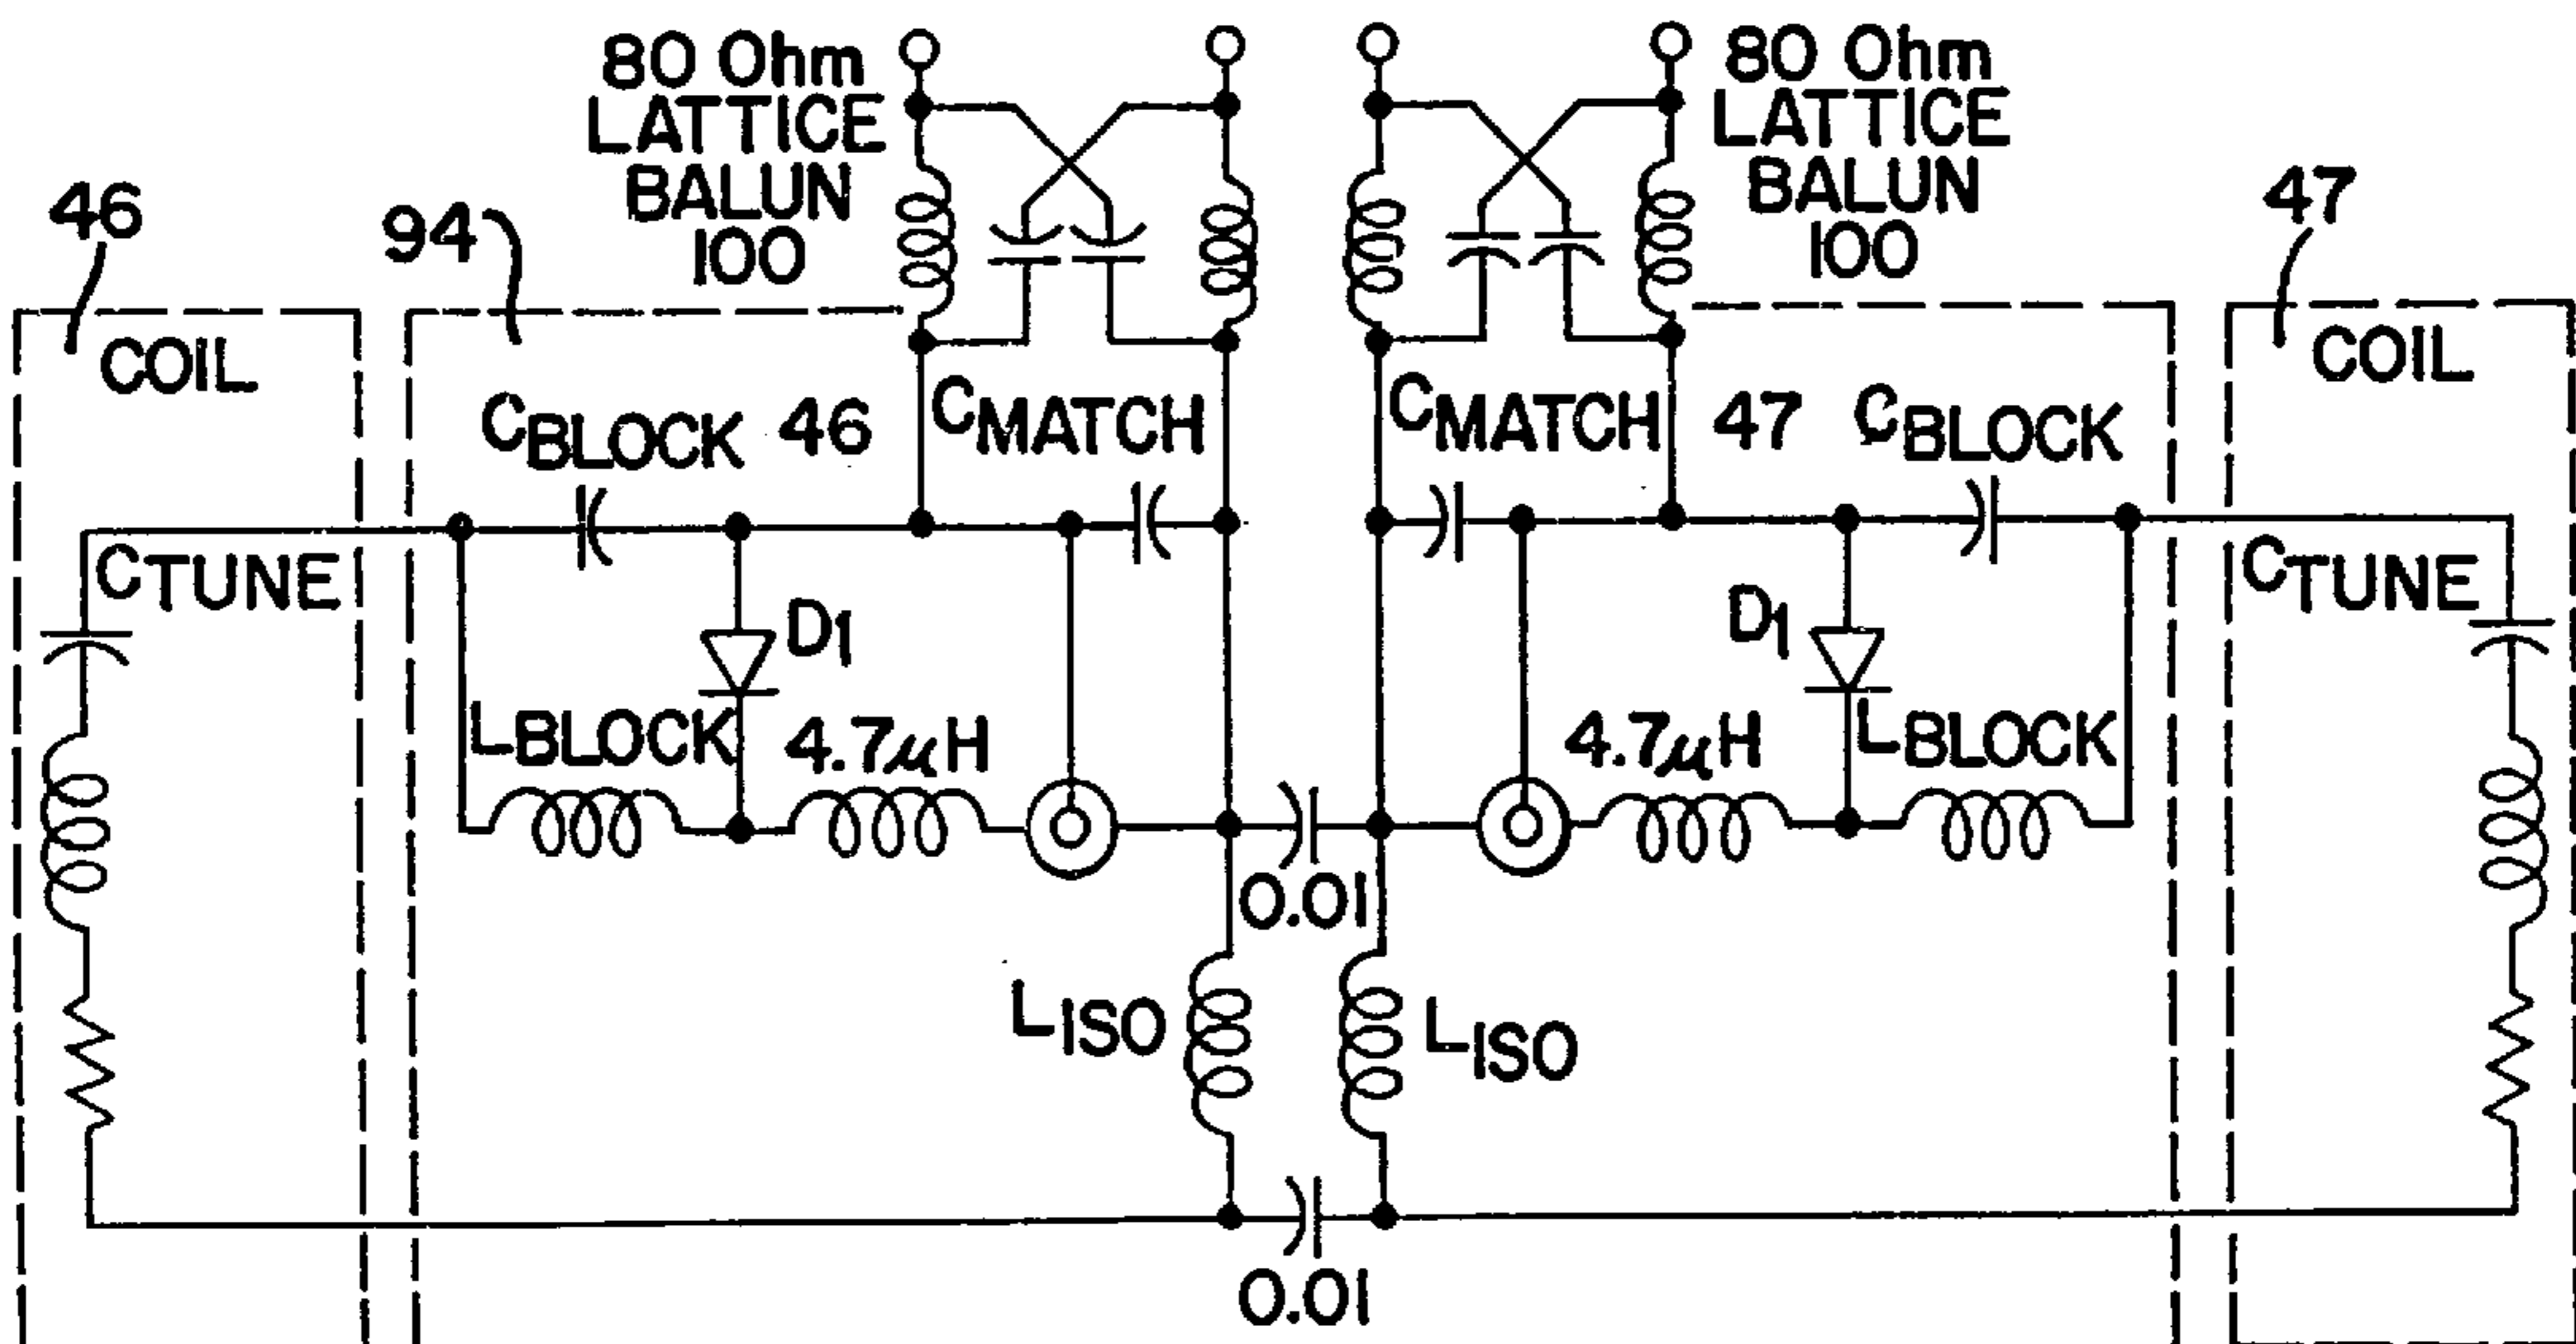 80 Ohm
LATTICE
BALUN
100
80 Ohm
LATTICE
BALUN
100
46
94
47
COIL
COIL
CBLOCK 46
CMATCH
CMATCH
47 CBLOCK
CTUNE
CTUNE
D1
D1
LBLOCK
4.7μH
4.7μH
LBLOCK
0.01
LISO
LISO
0.01